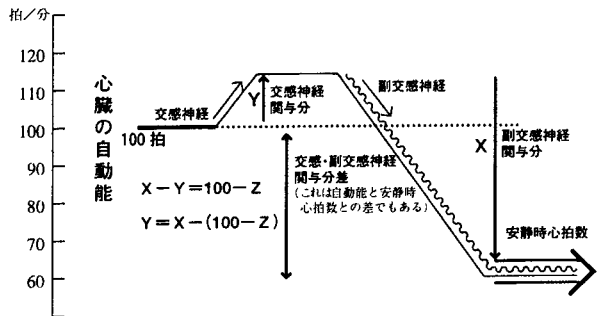 拍／分
120
110
100
90
80
70
60
心臓の自動能
交感神経
100拍
Y
交感神経
関与分
副交感神経
X
副交感神経
関与分
交感・副交感神経
関与分差
(これは自動能と安静時
心拍数との差でもある)
X－Y＝100－Z
Y＝X－(100－Z)
安静時心拍数